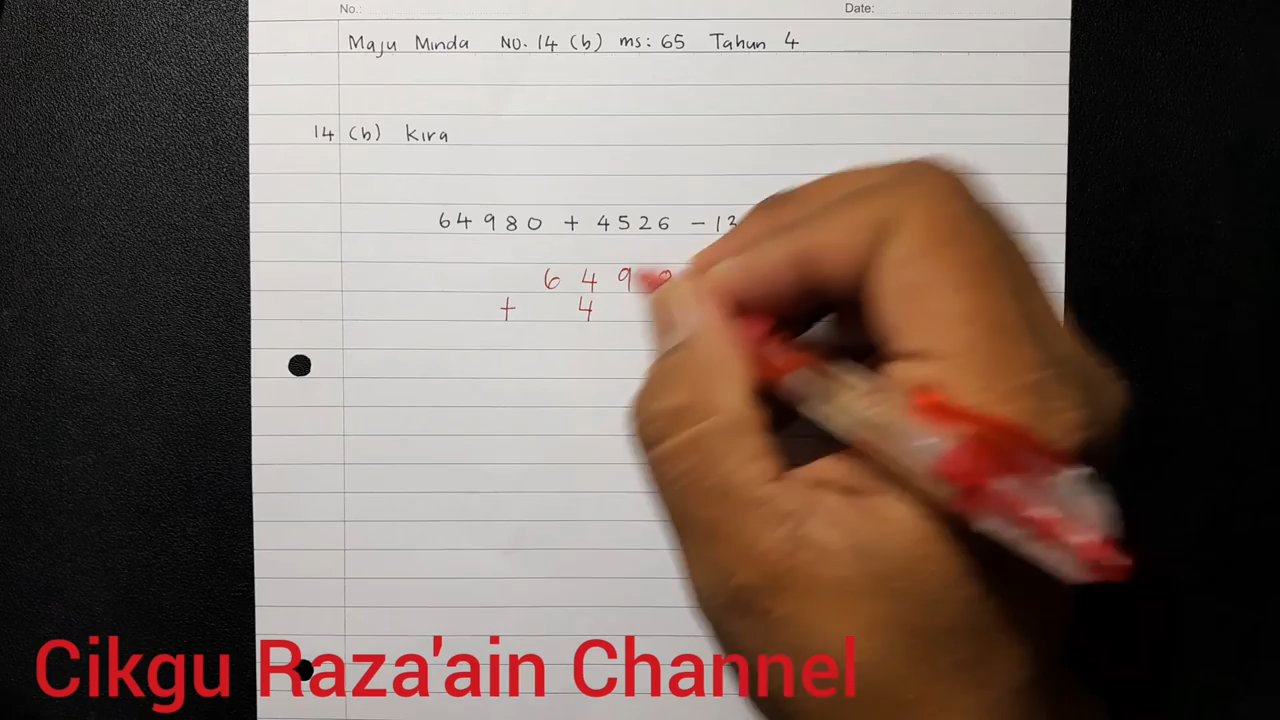 No.:
Date:
Maju Minda No. 14 (b) ms: 65 Tahun 4
14 (b) Kira
64980 + 4526 - 13
6 4 9
+ 4
Cikgu Raza'ain Channel